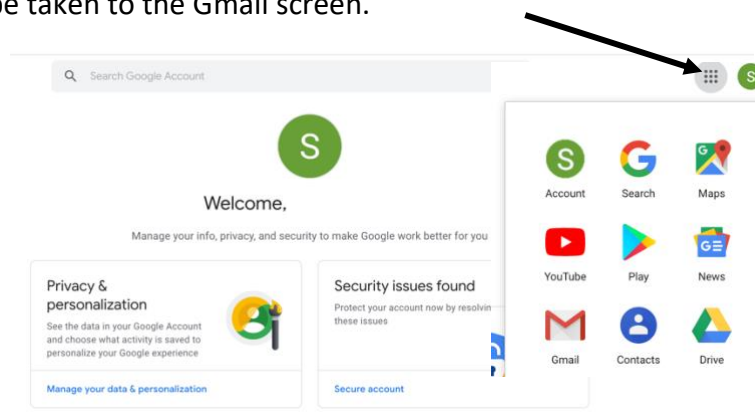 be taken to the Gmail screen.
Search Google Account
S
S
Welcome,
Manage your info, privacy, and security to make Google work better for you
Privacy &
personalization
See the data in your Google Account
and choose what activity is saved to
personalize your Google experience
Manage your data & personalization
Security issues found
Protect your account now by resolvin
these issues
Secure account
S
G
G
Account
Search
Maps
GE
YouTube
Play
News
Gmail
Contacts
Drive